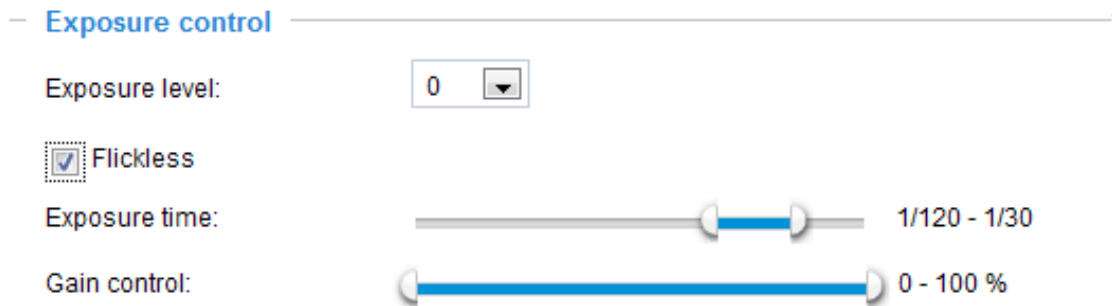 Exposure control
Exposure level: 0
Flickless
Exposure time: 1/120 - 1/30
Gain control: 0 - 100 %